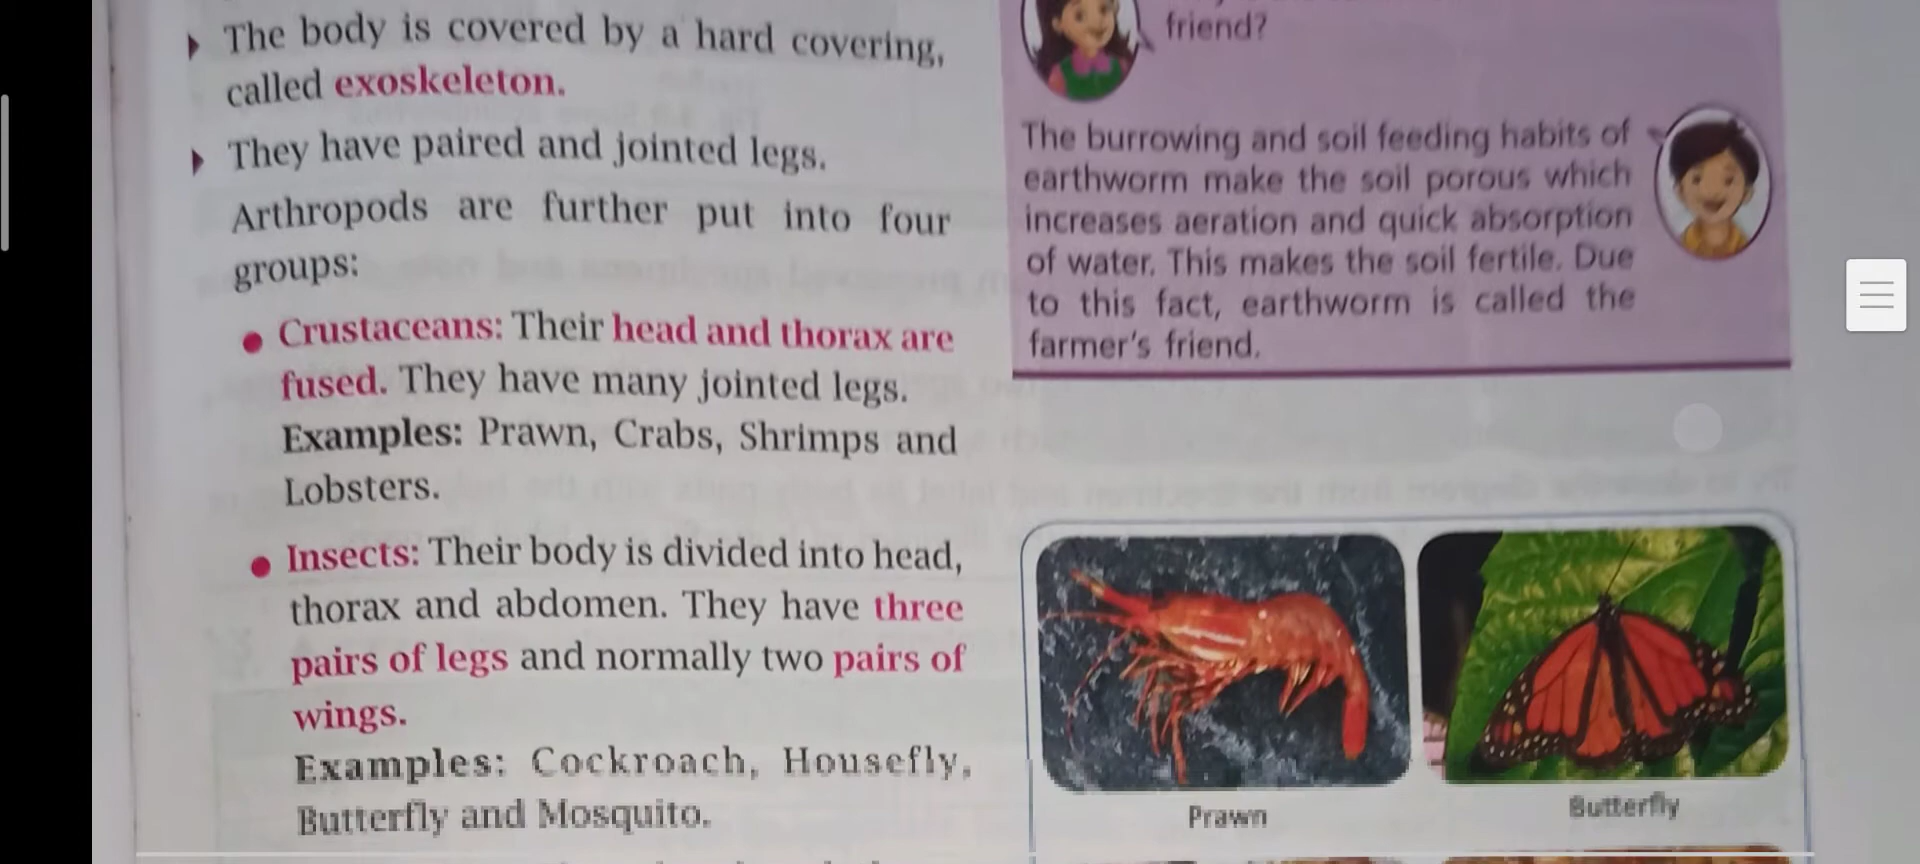 The body is covered by a hard covering,
called exoskeleton.
They have paired and jointed legs.
Arthropods are further put into four
groups:
Crustaceans: Their head and thorax are
fused. They have many jointed legs.
Examples: Prawn, Crabs, Shrimps and
Lobsters.
Insects: Their body is divided into head,
thorax and abdomen. They have three
pairs of legs and normally two pairs of
wings.
Examples: Cockroach, Housefly,
Butterfly and Mosquito.
friend?
The burrowing and soil feeding habits of
earthworm make the soil porous which
increases aeration and quick absorption
of water. This makes the soil fertile. Due
to this fact, earthworm is called the
farmer's friend.
Prawn
Butterfly